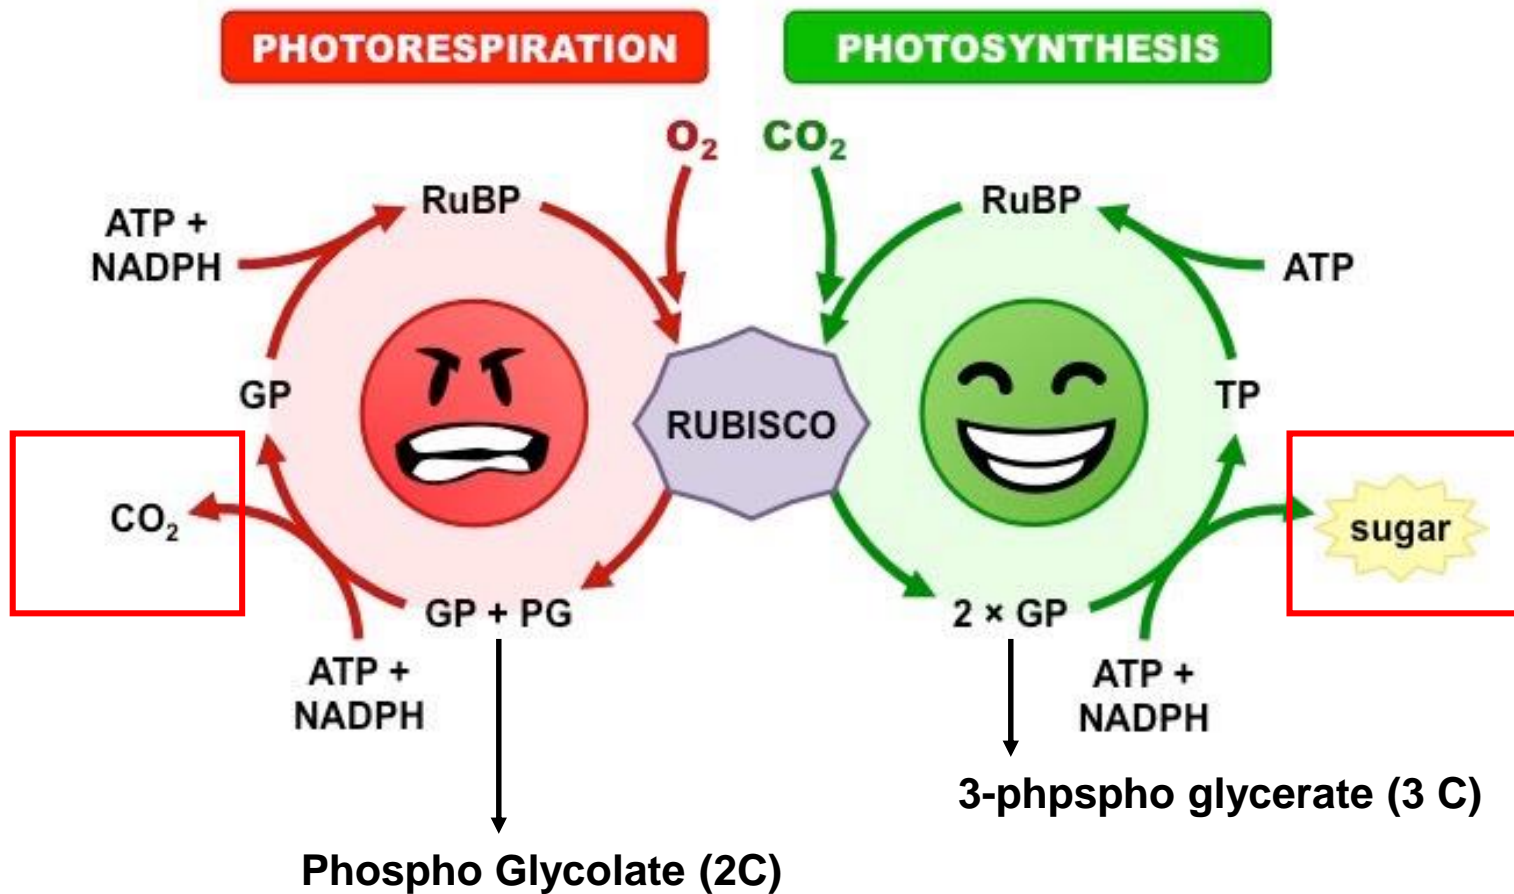 PHOTORESPIRATION
PHOTOSYNTHESIS
O₂
CO₂
RuBP
RuBP
ATP +
NADPH
ATP
GP
TP
RUBISCO
CO₂
sugar
GP + PG
2 × GP
ATP +
NADPH
ATP +
NADPH
3-phpspho glycerate (3 C)
Phospho Glycolate (2C)